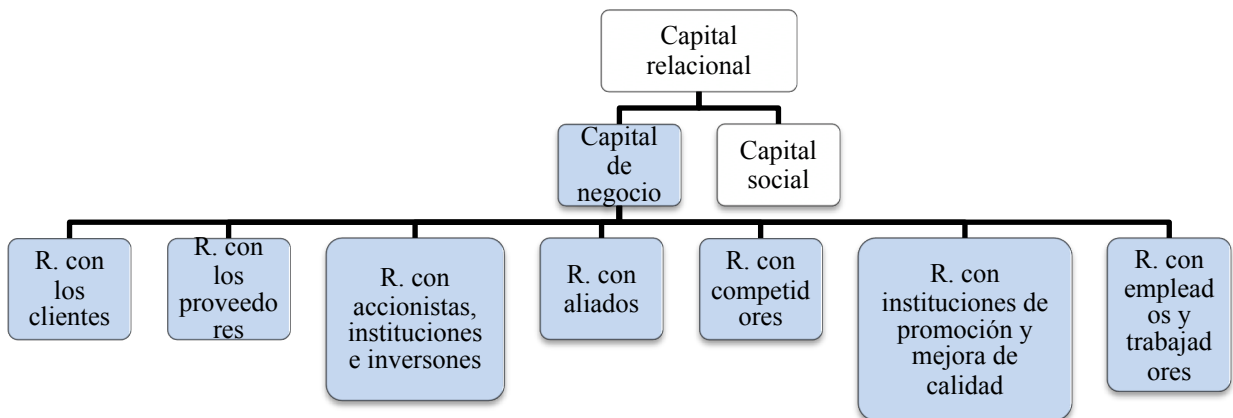 Capital
relacional
Capital
de
negocio
Capital
social
R. con
los
clientes
R. con
los
proveedo
res
R. con
accionistas,
instituciones
e inversones
R. con
aliados
R. con
competid
ores
R. con
instituciones de
promoción y
mejora de
calidad
R. con
emplead
os y
trabajad
ores